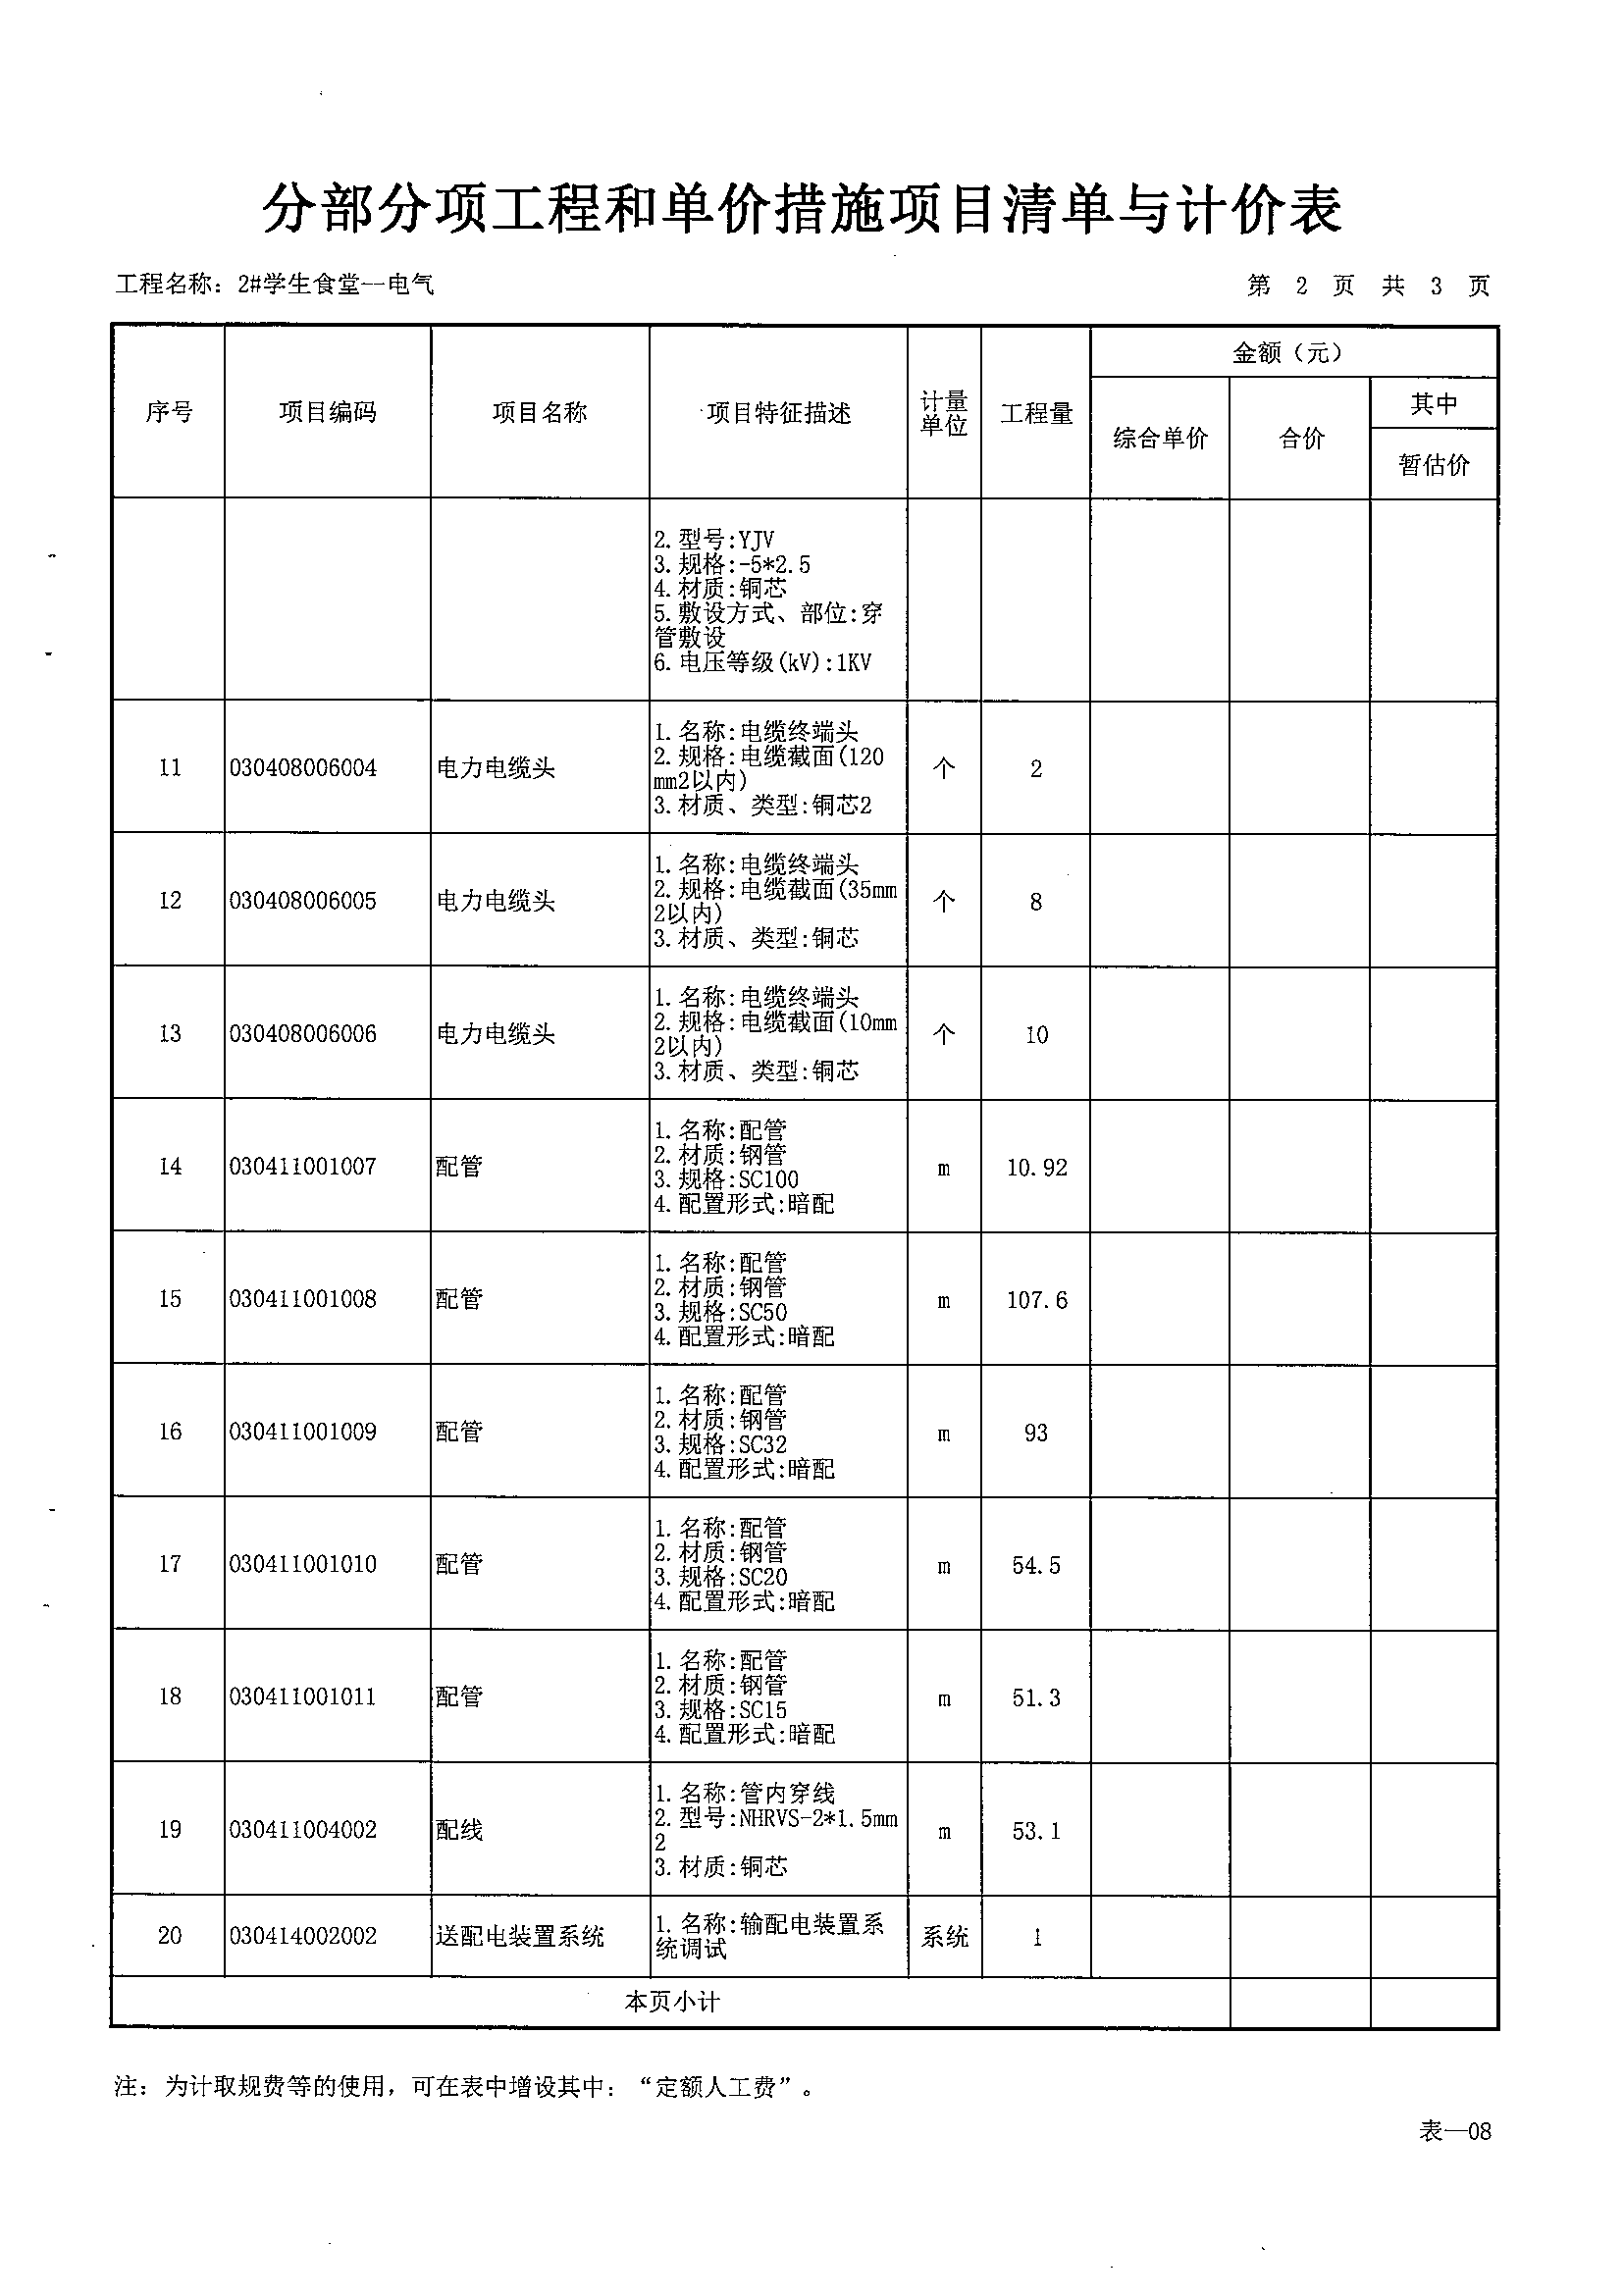 分部分项工程和单价措施项目清单与计价表
工程名称：2#学生食堂--电气 第 2 页 共 3 页
金额（元）
序号 项目编码 项目名称 项目特征描述 计量单位 工程量 综合单价 合价 其中
暂估价
2.型号:YJV
3.规格:-5*2.5
4.材质:铜芯
5.敷设方式、部位:穿
管敷设
6.电压等级(kV):1KV
11 030408006004 电力电缆头 1.名称:电缆终端头 个 2
2.规格:电缆截面(120
mm2以内)
3.材质、类型:铜芯2
12 030408006005 电力电缆头 1.名称:电缆终端头 个 8
2.规格:电缆截面(35mm
2以内)
3.材质、类型:铜芯
13 030408006006 电力电缆头 1.名称:电缆终端头 个 10
2.规格:电缆截面(10mm
2以内)
3.材质、类型:铜芯
14 030411001007 配管 1.名称:配管 m 10.92
2.材质:钢管
3.规格:SC100
4.配置形式:暗配
15 030411001008 配管 1.名称:配管 m 107.6
2.材质:钢管
3.规格:SC50
4.配置形式:暗配
16 030411001009 配管 1.名称:配管 m 93
2.材质:钢管
3.规格:SC32
4.配置形式:暗配
17 030411001010 配管 1.名称:配管 m 54.5
2.材质:钢管
3.规格:SC20
4.配置形式:暗配
18 030411001011 配管 1.名称:配管 m 51.3
2.材质:钢管
3.规格:SC15
4.配置形式:暗配
19 030411004002 配线 1.名称:管内穿线 m 53.1
2.型号:NHRVS-2*1.5mm
2
3.材质:铜芯
20 030414002002 送配电装置系统 1.名称:输配电装置系 系统 1
统调试
本页小计
注：为计取规费等的使用，可在表中增设其中：“定额人工费”。
表—08